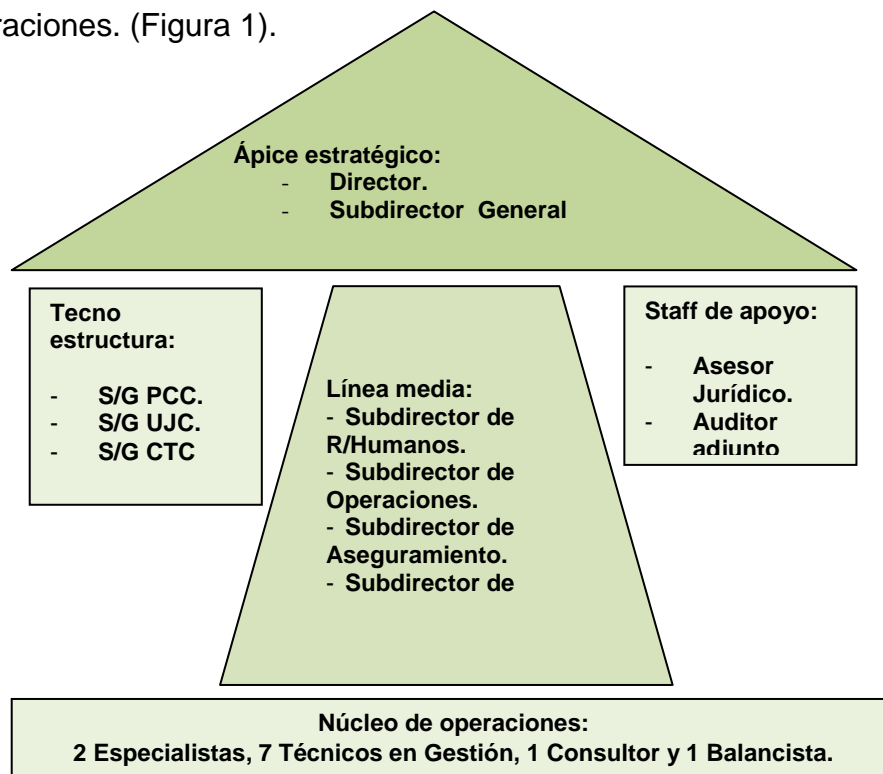 raciones. (Figura 1).
Ápice estratégico:
- Director.
- Subdirector General
Tecno
estructura:
- S/G PCC.
- S/G UJC.
- S/G CTC
Línea media:
- Subdirector de
R/Humanos.
- Subdirector de
Operaciones.
- Subdirector de
Aseguramiento.
- Subdirector de
Staff de apoyo:
- Asesor
Jurídico.
- Auditor
adjunto
Núcleo de operaciones:
2 Especialistas, 7 Técnicos en Gestión, 1 Consultor y 1 Balancista.